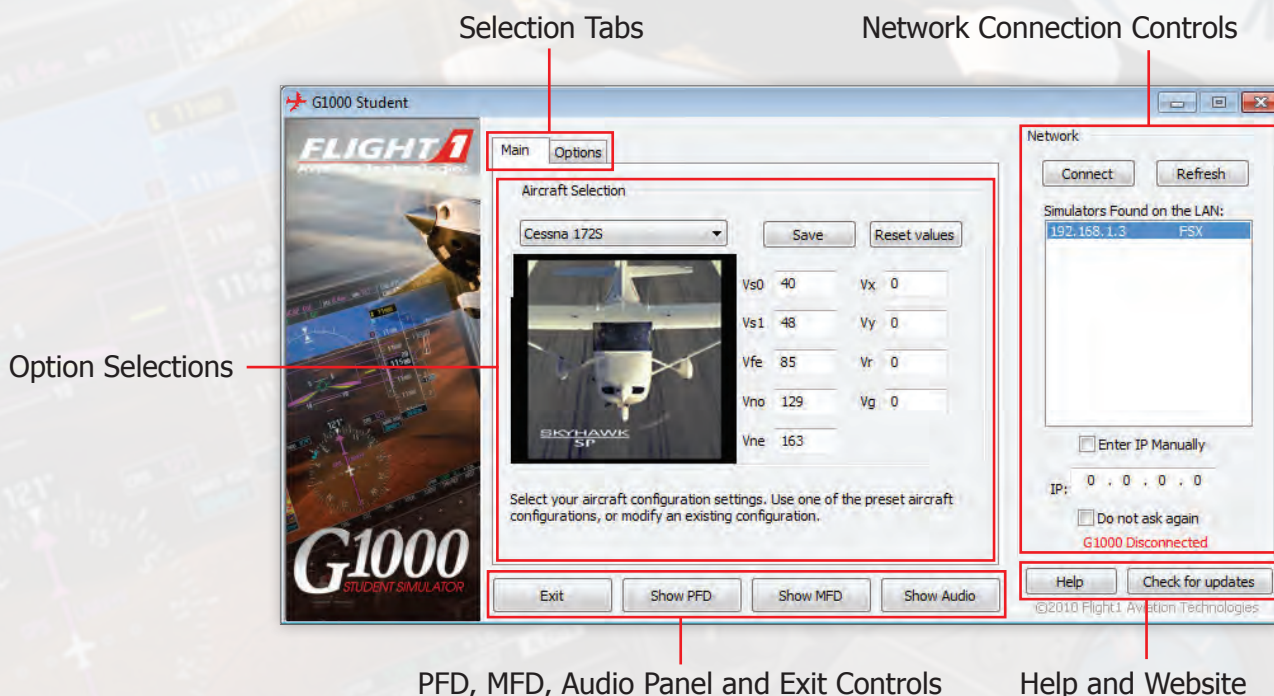 Selection Tabs
Network Connection Controls
G1000 Student
FLIGHT1
Main
Options
Aircraft Selection
Cessna 172S
Save
Reset values
Vs0 40
Vx 0
Vs1 48
Vy 0
Vfe 85
Vr 0
Vno 129
Vg 0
Vne 163
SKYHAWK
SP
Select your aircraft configuration settings. Use one of the preset aircraft
configurations, or modify an existing configuration.
Network
Connect
Refresh
Simulators Found on the LAN:
192.168.1.3 FSX
Enter IP Manually
IP: 0 . 0 . 0 . 0
Do not ask again
G1000 Disconnected
Option Selections
G1000
STUDENT SIMULATOR
Exit
Show PFD
Show MFD
Show Audio
Help
Check for updates
©2010 Flight1 Aviation Technologies
PFD, MFD, Audio Panel and Exit Controls
Help and Website